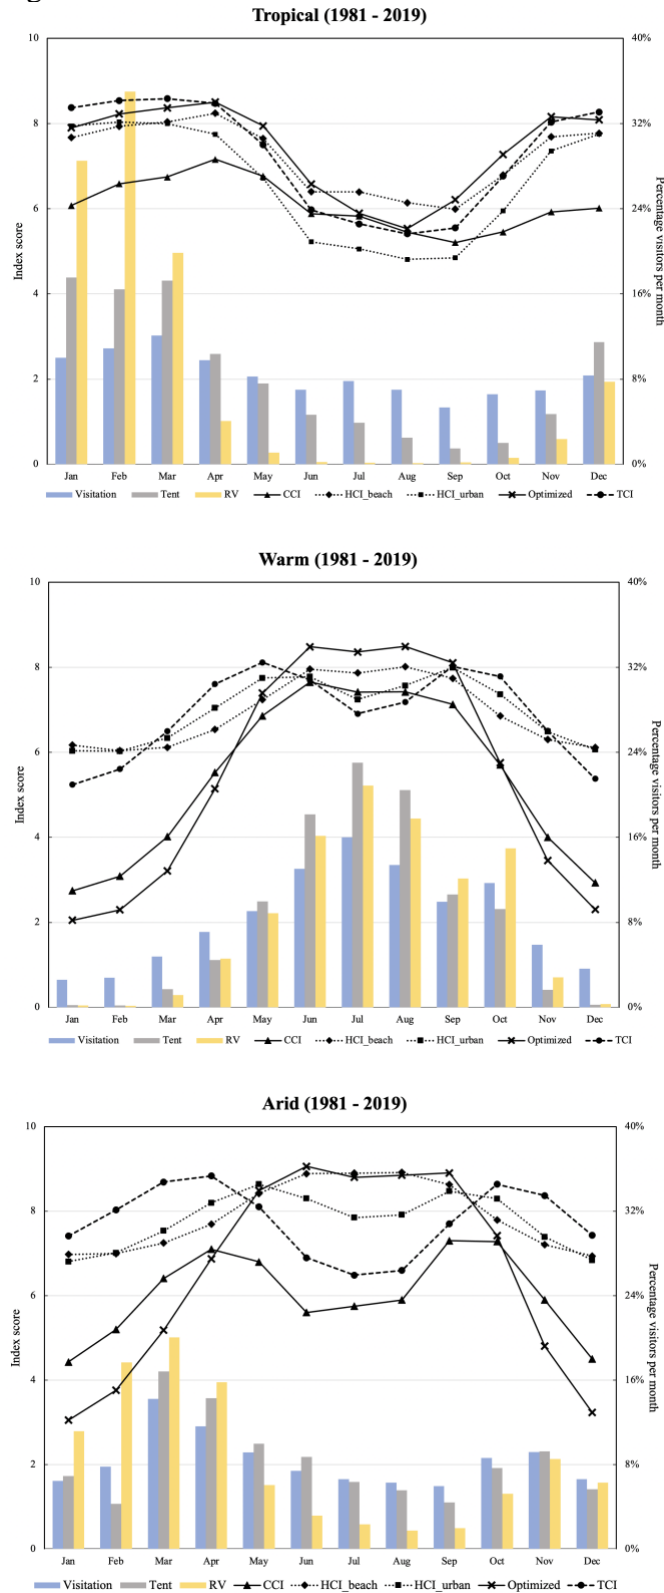 Tropical (1981 - 2019)
10 40%
8 32%
6 24%
4 16%
2 8%
0 0%
Index score
Percentage visitors per month
Jan Feb Mar Apr May Jun Jul Aug Sep Oct Nov Dec
Visitation Tent RV CCI HCI_beach HCI_urban Optimized TCI
Warm (1981 - 2019)
10 40%
8 32%
6 24%
4 16%
2 8%
0 0%
Index score
Percentage visitors per month
Jan Feb Mar Apr May Jun Jul Aug Sep Oct Nov Dec
Visitation Tent RV CCI HCI_beach HCI_urban Optimized TCI
Arid (1981 - 2019)
10 40%
8 32%
6 24%
4 16%
2 8%
0 0%
Index score
Percentage visitors per month
Jan Feb Mar Apr May Jun Jul Aug Sep Oct Nov Dec
Visitation Tent RV CCI HCI_beach HCI_urban Optimized TCI